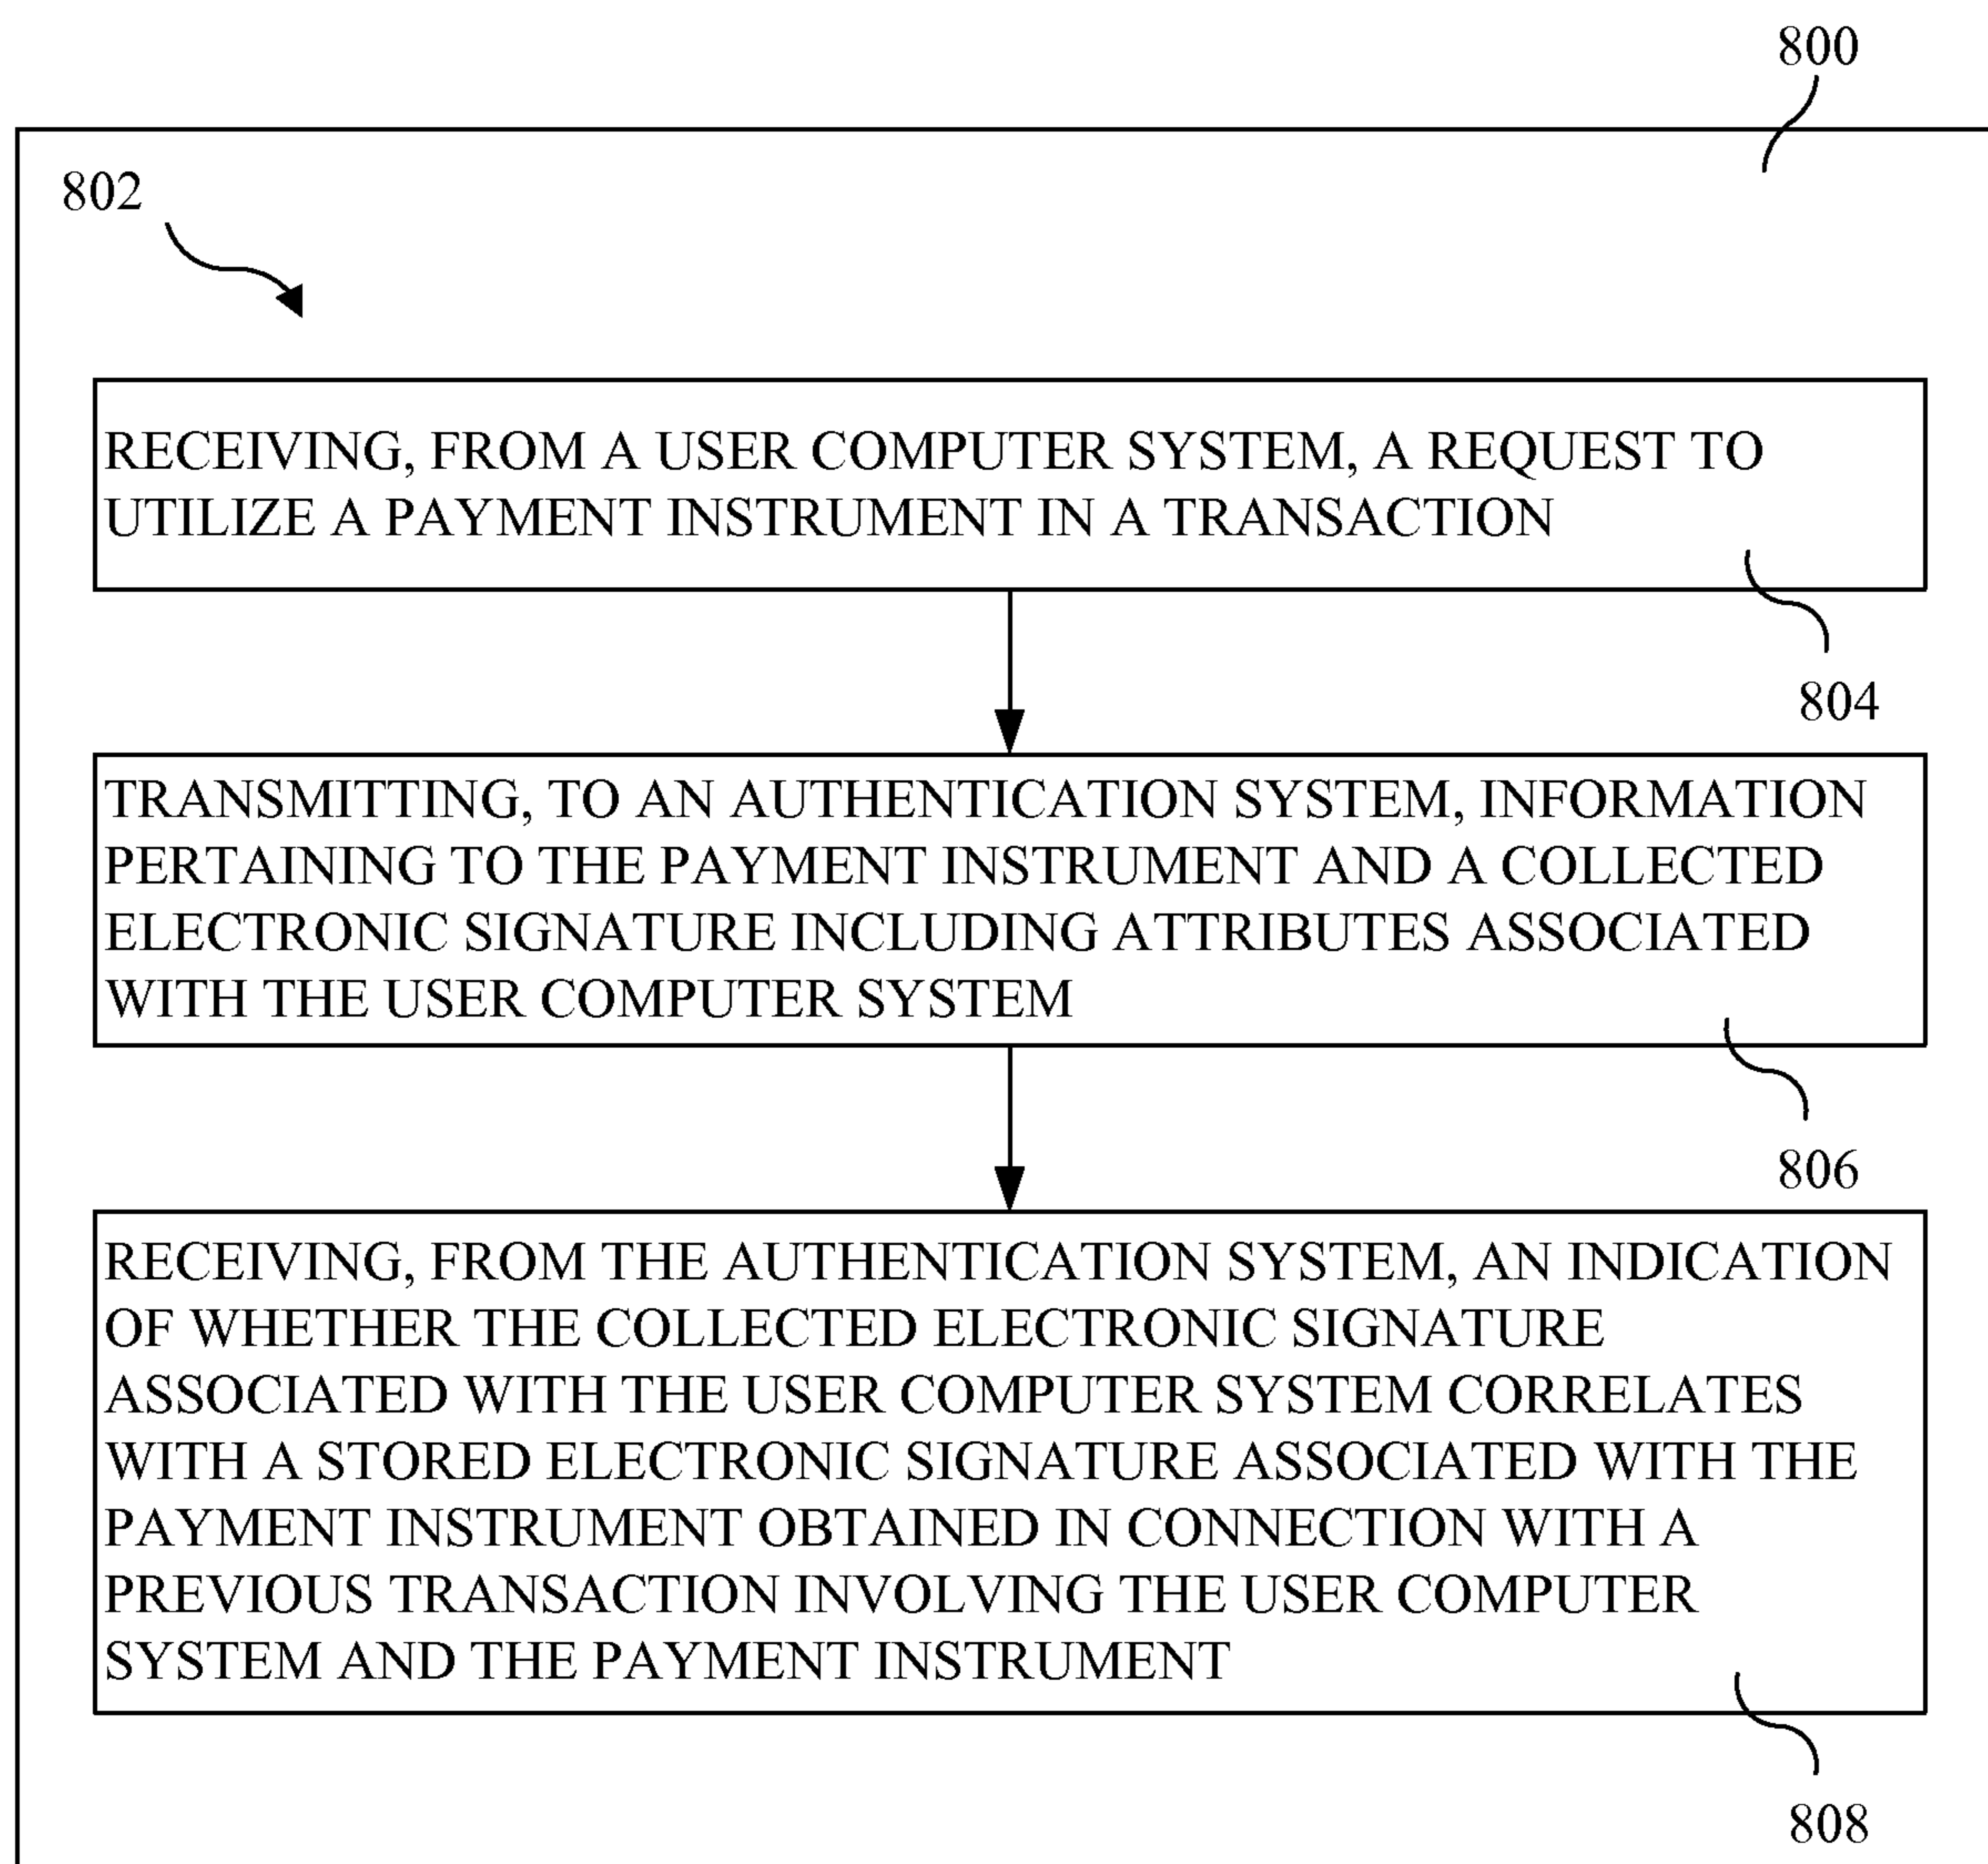 800
802
RECEIVING, FROM A USER COMPUTER SYSTEM, A REQUEST TO
UTILIZE A PAYMENT INSTRUMENT IN A TRANSACTION
804
TRANSMITTING, TO AN AUTHENTICATION SYSTEM, INFORMATION
PERTAINING TO THE PAYMENT INSTRUMENT AND A COLLECTED
ELECTRONIC SIGNATURE INCLUDING ATTRIBUTES ASSOCIATED
WITH THE USER COMPUTER SYSTEM
806
RECEIVING, FROM THE AUTHENTICATION SYSTEM, AN INDICATION
OF WHETHER THE COLLECTED ELECTRONIC SIGNATURE
ASSOCIATED WITH THE USER COMPUTER SYSTEM CORRELATES
WITH A STORED ELECTRONIC SIGNATURE ASSOCIATED WITH THE
PAYMENT INSTRUMENT OBTAINED IN CONNECTION WITH A
PREVIOUS TRANSACTION INVOLVING THE USER COMPUTER
SYSTEM AND THE PAYMENT INSTRUMENT
808